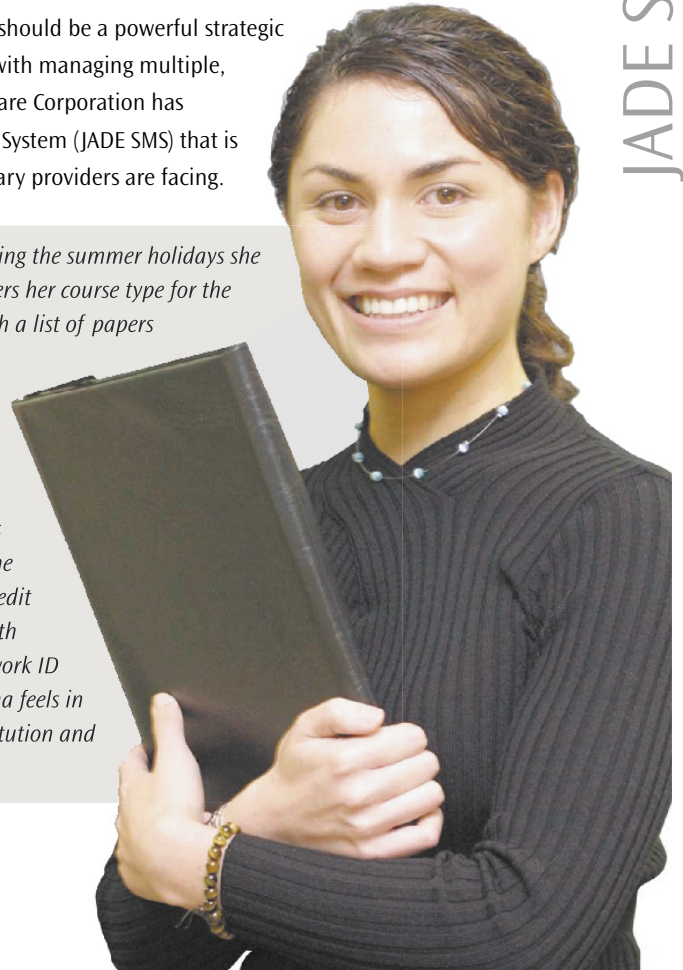 should be a powerful strategic
with managing multiple,
are Corporation has
System (JADE SMS) that is
ary providers are facing.
ing the summer holidays she
ers her course type for the
h a list of papers
he
edit
th
work ID
a feels in
tution and
JADE S